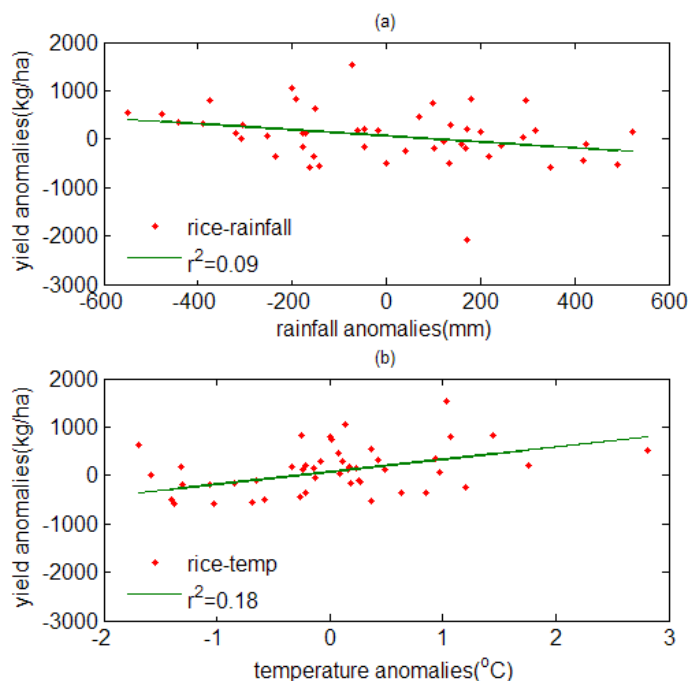 (a)
2000
1000
0
-1000
-2000
-3000
yield anomalies(kg/ha)
rice-rainfall
r²=0.09
-600 -400 -200 0 200 400 600
rainfall anomalies(mm)
(b)
2000
1000
0
-1000
-2000
-3000
yield anomalies(kg/ha)
rice-temp
r²=0.18
-2 -1 0 1 2 3
temperature anomalies(°C)